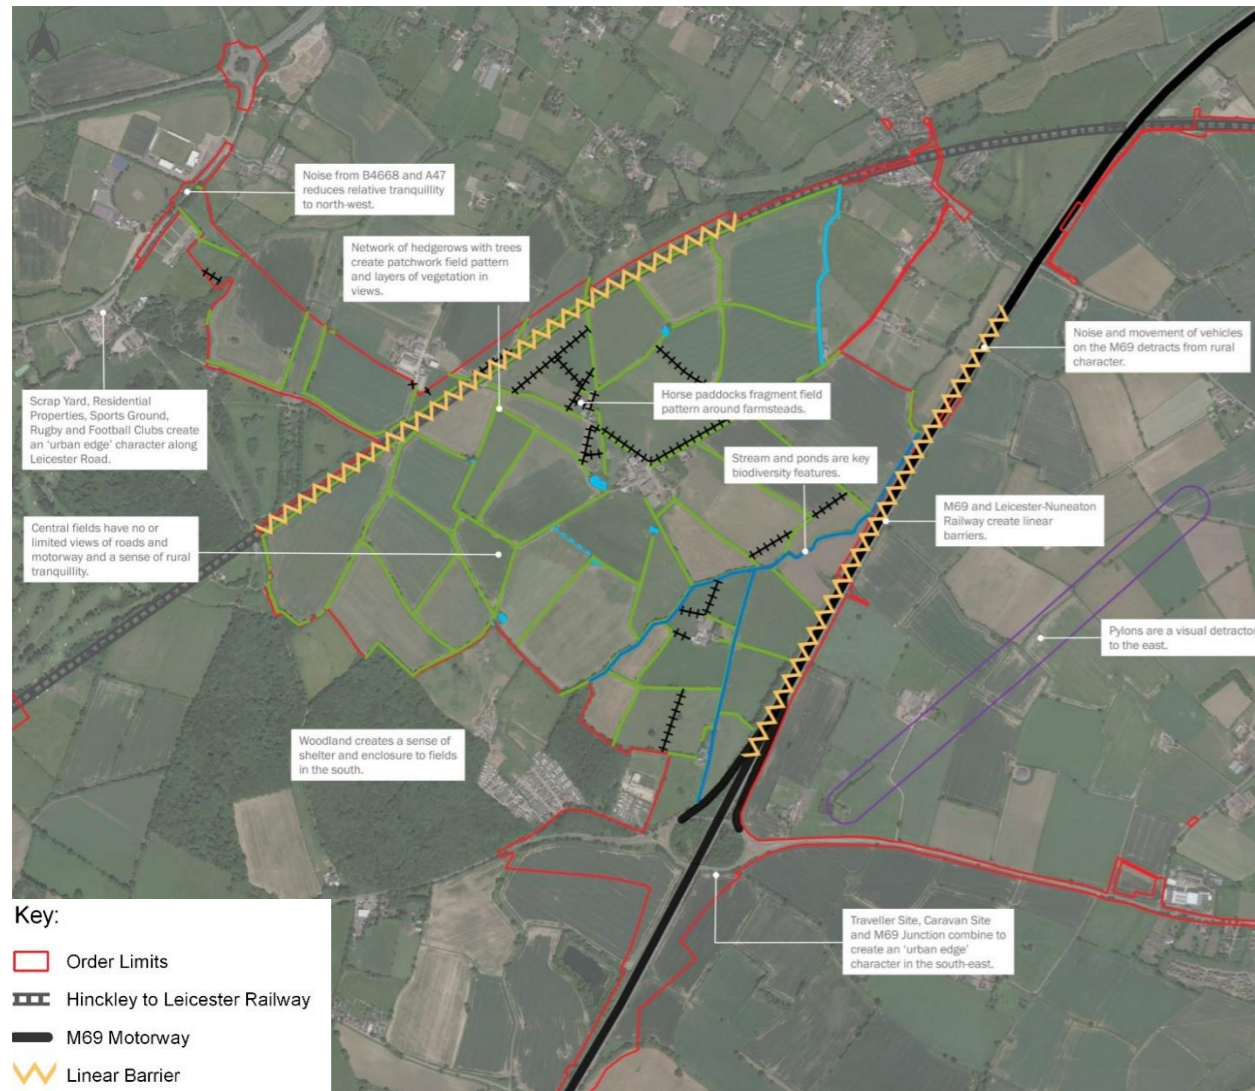 Noise from B4668 and A47
reduces relative tranquillity
to north-west.
Network of hedgerows with trees
create patchwork field pattern
and layers of vegetation in
views.
Noise and movement of vehicles
on the M69 detracts from rural
character.
Scrap Yard, Residential
Properties, Sports Ground,
Rugby and Football Clubs create
an ‘urban edge’ character along
Leicester Road.
Horse paddocks fragment field
pattern around farmsteads.
Stream and ponds are key
biodiversity features.
M69 and Leicester-Nuneaton
Railway create linear
barriers.
Central fields have no or
limited views of roads and
motorway and a sense of rural
tranquillity.
Pylons are a visual detractor
to the east.
Woodland creates a sense of
shelter and enclosure to fields
in the south.
Traveller Site, Caravan Site
and M69 Junction combine to
create an ‘urban edge’
character in the south-east.
Key:
Order Limits
Hinckley to Leicester Railway
M69 Motorway
Linear Barrier